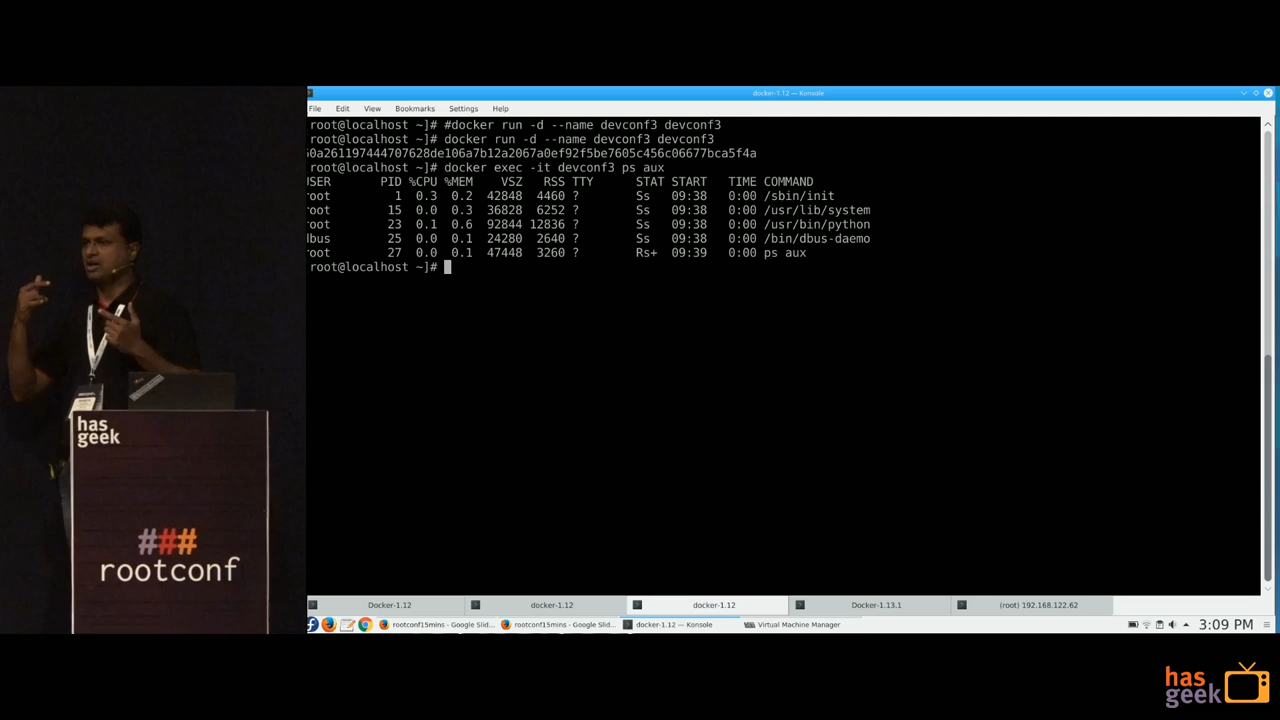 docker-1.12 — Konsole
File Edit View Bookmarks Settings Help
root@localhost ~]# #docker run -d --name devconf3 devconf3
root@localhost ~]# docker run -d --name devconf3 devconf3
0a261197444707628de106a7b12a2067a0ef92f5be7605c456c06677bca5f4a
root@localhost ~]# docker exec -it devconf3 ps aux
USER PID %CPU %MEM VSZ RSS TTY STAT START TIME COMMAND
root 1 0.3 0.2 42848 4460 ? Ss 09:38 0:00 /sbin/init
root 15 0.0 0.3 36828 6252 ? Ss 09:38 0:00 /usr/lib/system
root 23 0.1 0.6 92844 12836 ? Ss 09:38 0:00 /usr/bin/python
dbus 25 0.0 0.1 24280 2640 ? Ss 09:38 0:00 /bin/dbus-daemo
root 27 0.0 0.1 47448 3260 ? Rs+ 09:39 0:00 ps aux
root@localhost ~]#
Docker-1.12 docker-1.12 docker-1.12 Docker-1.13.1 (root) 192.168.122.62
rootconf15mins - Google Slid... rootconf15mins - Google Slid... docker-1.12 — Konsole Virtual Machine Manager 3:09 PM
has
geek
###
rootconf
has
geek